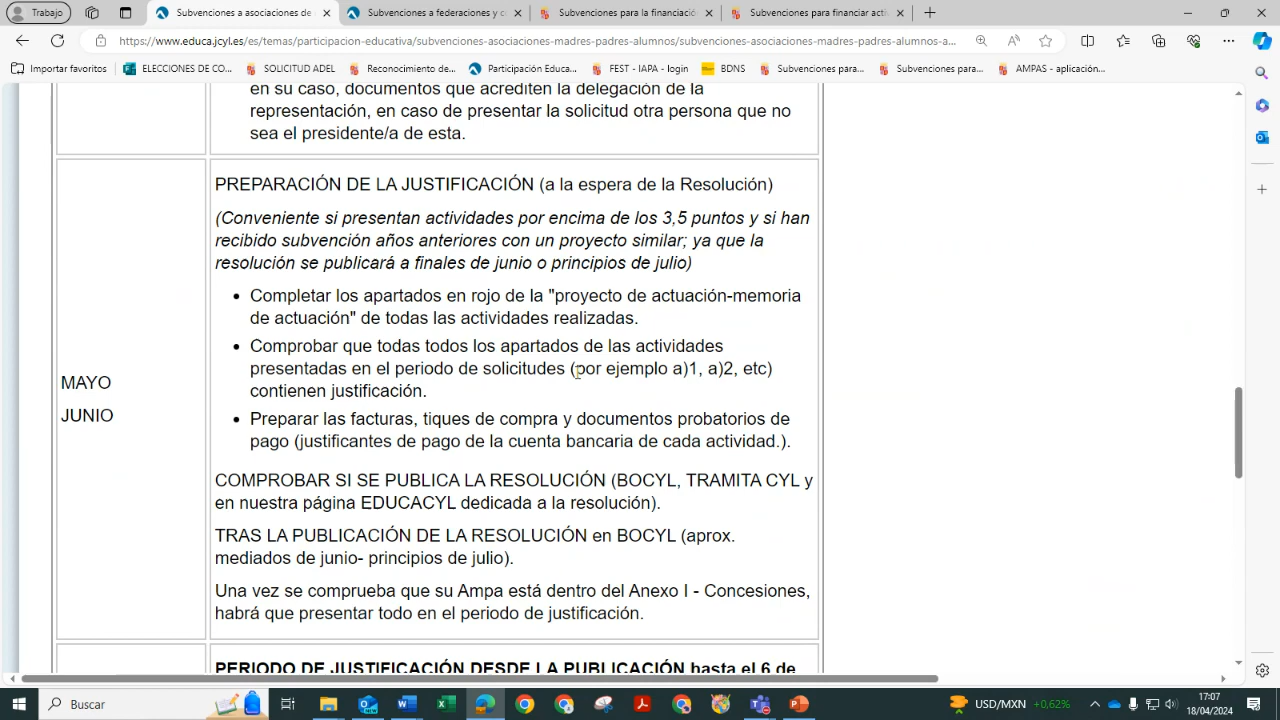 Trabajo
Subvenciones a asociaciones de
Subvenciones a federaciones y c
Subvenciones para la financiació
Subvenciones para financiar acti
https://www.educa.jcyl.es/es/temas/participacion-educativa/subvenciones-asociaciones-madres-padres-alumnos/subvenciones-asociaciones-madres-padres-alumnos-a...
Importar favoritos
ELECCIONES DE CO...
SOLICITUD ADEL
Reconocimiento de...
Participación Educa...
FEST - IAPA - login
BDNS
Subvenciones para...
Subvenciones para...
AMPAS - aplicación...
en su caso, documentos que acrediten la delegación de la
representación, en caso de presentar la solicitud otra persona que no
sea el presidente/a de esta.
MAYO
JUNIO
PREPARACIÓN DE LA JUSTIFICACIÓN (a la espera de la Resolución)
(Conveniente si presentan actividades por encima de los 3,5 puntos y si han
recibido subvención años anteriores con un proyecto similar; ya que la
resolución se publicará a finales de junio o principios de julio)
• Completar los apartados en rojo de la "proyecto de actuación-memoria
de actuación" de todas las actividades realizadas.
• Comprobar que todas todos los apartados de las actividades
presentadas en el periodo de solicitudes (por ejemplo a)1, a)2, etc)
contienen justificación.
• Preparar las facturas, tiques de compra y documentos probatorios de
pago (justificantes de pago de la cuenta bancaria de cada actividad.).
COMPROBAR SI SE PUBLICA LA RESOLUCIÓN (BOCYL, TRAMITA CYL y
en nuestra página EDUCACYL dedicada a la resolución).
TRAS LA PUBLICACIÓN DE LA RESOLUCIÓN en BOCYL (aprox.
mediados de junio- principios de julio).
Una vez se comprueba que su Ampa está dentro del Anexo I - Concesiones,
habrá que presentar todo en el periodo de justificación.
PERIODO DE JUSTIFICACIÓN DESDE LA PUBLICACIÓN hasta el 6 de
Buscar
USD/MXN +0,62%
17:07
18/04/2024